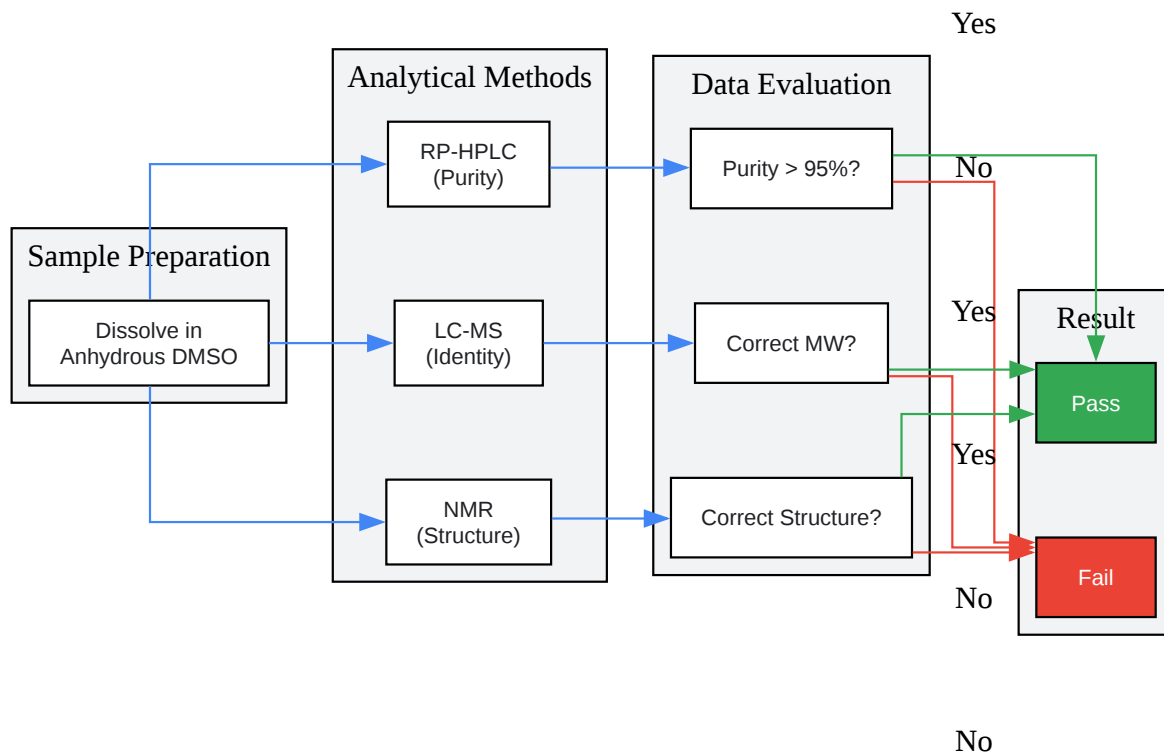 Yes
Analytical Methods
Data Evaluation
RP-HPLC
(Purity)
Purity > 95%?
No
Sample Preparation
Dissolve in
Anhydrous DMSO
LC-MS
(Identity)
Correct MW?
Yes
Result
Pass
Yes
NMR
(Structure)
Correct Structure?
Fail
No
No